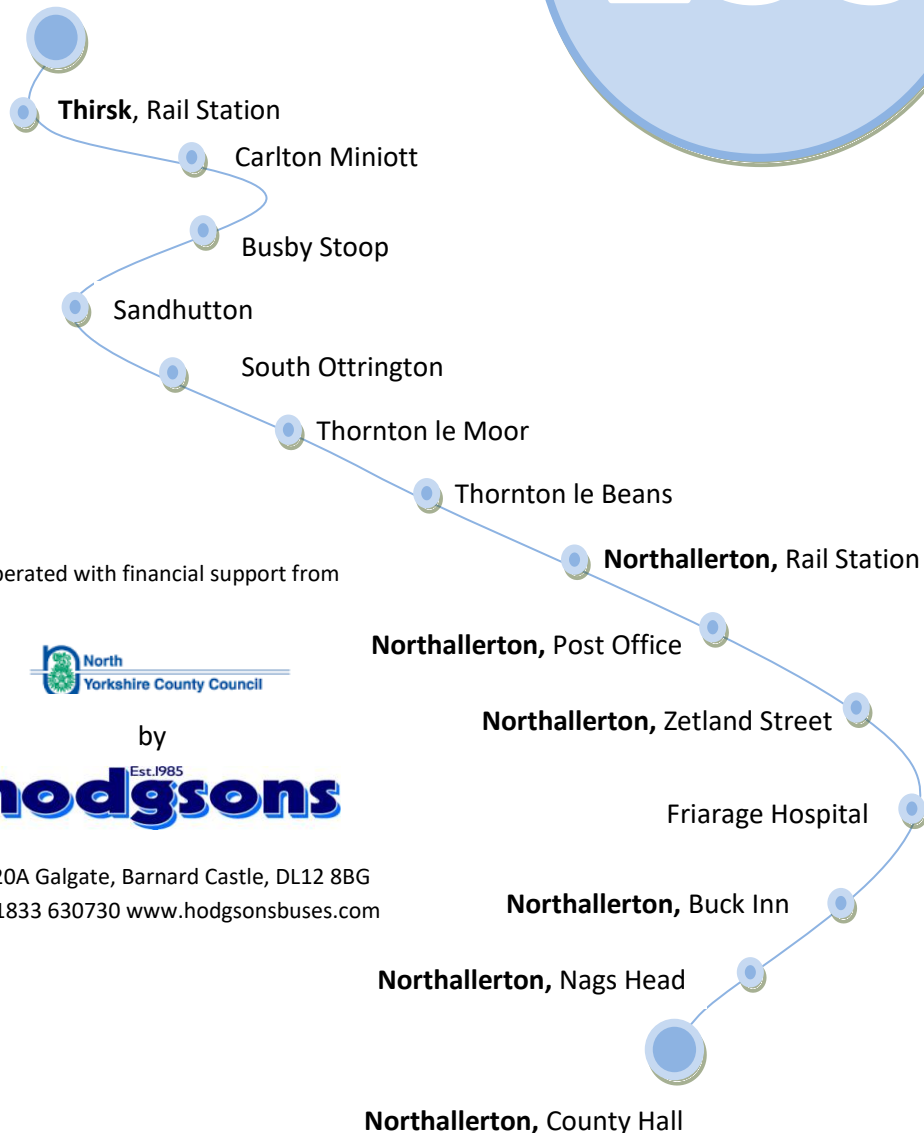 Thirsk, Rail Station
Carlton Miniott
Busby Stoop
Sandhutton
South Ottrington
Thornton le Moor
Thornton le Beans
Northallerton, Rail Station
Northallerton, Post Office
Northallerton, Zetland Street
Friarage Hospital
Northallerton, Buck Inn
Northallerton, Nags Head
Northallerton, County Hall
perated with financial support from
North
Yorkshire County Council
by
Est.1985
hodgsons
20A Galgate, Barnard Castle, DL12 8BG
1833 630730 www.hodgsonsbuses.com